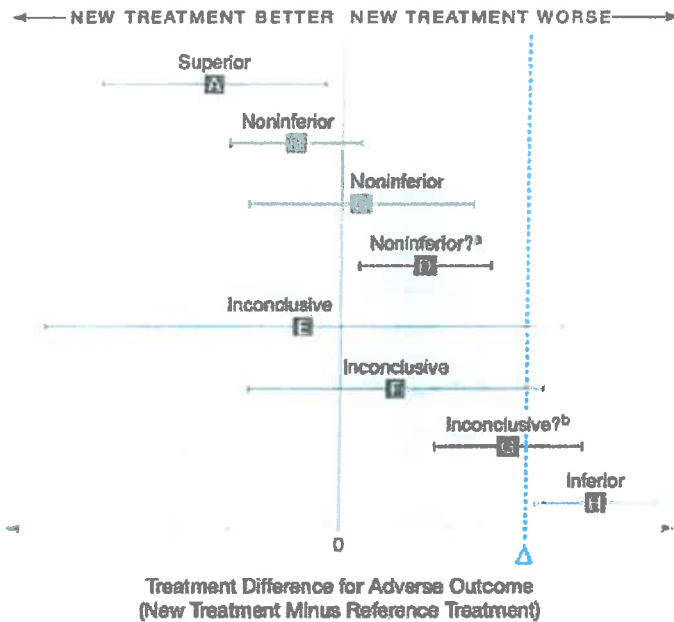 NEW TREATMENT BETTER NEW TREATMENT WORSE
Superior
A
Noninferior
Noninferior
Noninferior?ᵃ
D
Inconclusive
E
Inconclusive
F
Inconclusive?ᵇ
G
Inferior
H
0
Δ
Treatment Difference for Adverse Outcome
(New Treatment Minus Reference Treatment)